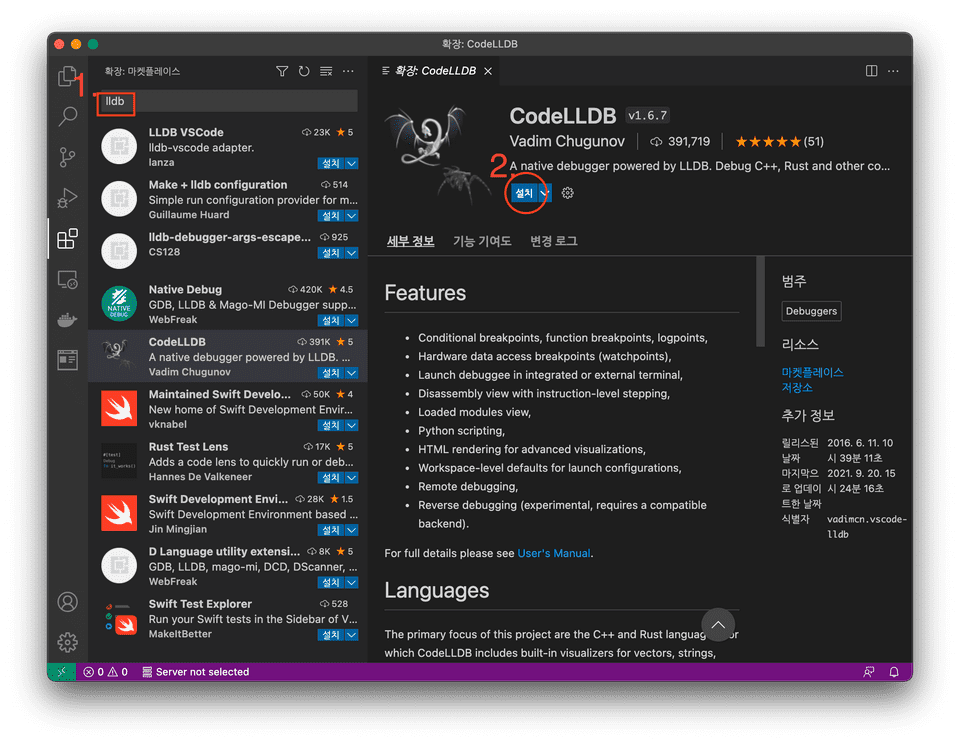 확장: CodeLLDB
확장: 마켓플레이스
1
lldb
LLDB VSCode 23K ★ 5
lldb-vscode adapter.
lanza 설치
Make + lldb configuration 514
Simple run configuration provider for m...
Guillaume Huard 설치
lldb-debugger-args-escape... 925
CS128 설치
Native Debug 420K ★ 4.5
GDB, LLDB & Mago-MI Debugger supp...
WebFreak 설치
NATIVE
DEBUG
CodeLLDB 391K ★ 5
A native debugger powered by LLDB. ...
Vadim Chugunov 설치
Maintained Swift Develo... 50K ★ 4
New home of Swift Development Envir...
vknabel 설치
Rust Test Lens 17K ★ 5
Adds a code lens to quickly run or deb...
Hannes De Valkeneer 설치
Swift Development Envi... 28K ★ 1.5
Swift Development Environment based ...
Jin Mingjian 설치
D Language utility extensi... 8K ★ 5
GDB, LLDB, mago-mi, DCD, DScanner, ...
WebFreak 설치
Swift Test Explorer 528
Run your Swift tests in the Sidebar of V...
MakeItBetter 설치
확장: CodeLLDB
CodeLLDB v1.6.7
Vadim Chugunov 391,719 ★★★★★(51)
2.
A native debugger powered by LLDB. Debug C++, Rust and other co...
설치
세부 정보 기능 기여도 변경 로그
Features
• Conditional breakpoints, function breakpoints, logpoints,
• Hardware data access breakpoints (watchpoints),
• Launch debuggee in integrated or external terminal,
• Disassembly view with instruction-level stepping,
• Loaded modules view,
• Python scripting,
• HTML rendering for advanced visualizations,
• Workspace-level defaults for launch configurations,
• Remote debugging,
• Reverse debugging (experimental, requires a compatible
backend).
For full details please see User's Manual.
Languages
The primary focus of this project are the C++ and Rust languag or
which CodeLLDB includes built-in visualizers for vectors, strings,
범주
Debuggers
리소스
마켓플레이스
저장소
추가 정보
릴리스된 2016. 6. 11. 10
날짜 시 39분 11초
마지막으 2021. 9. 20. 15
로 업데이 시 24분 16초
트한 날짜
식별자 vadimcn.vscode-
lldb
0 0 Server not selected